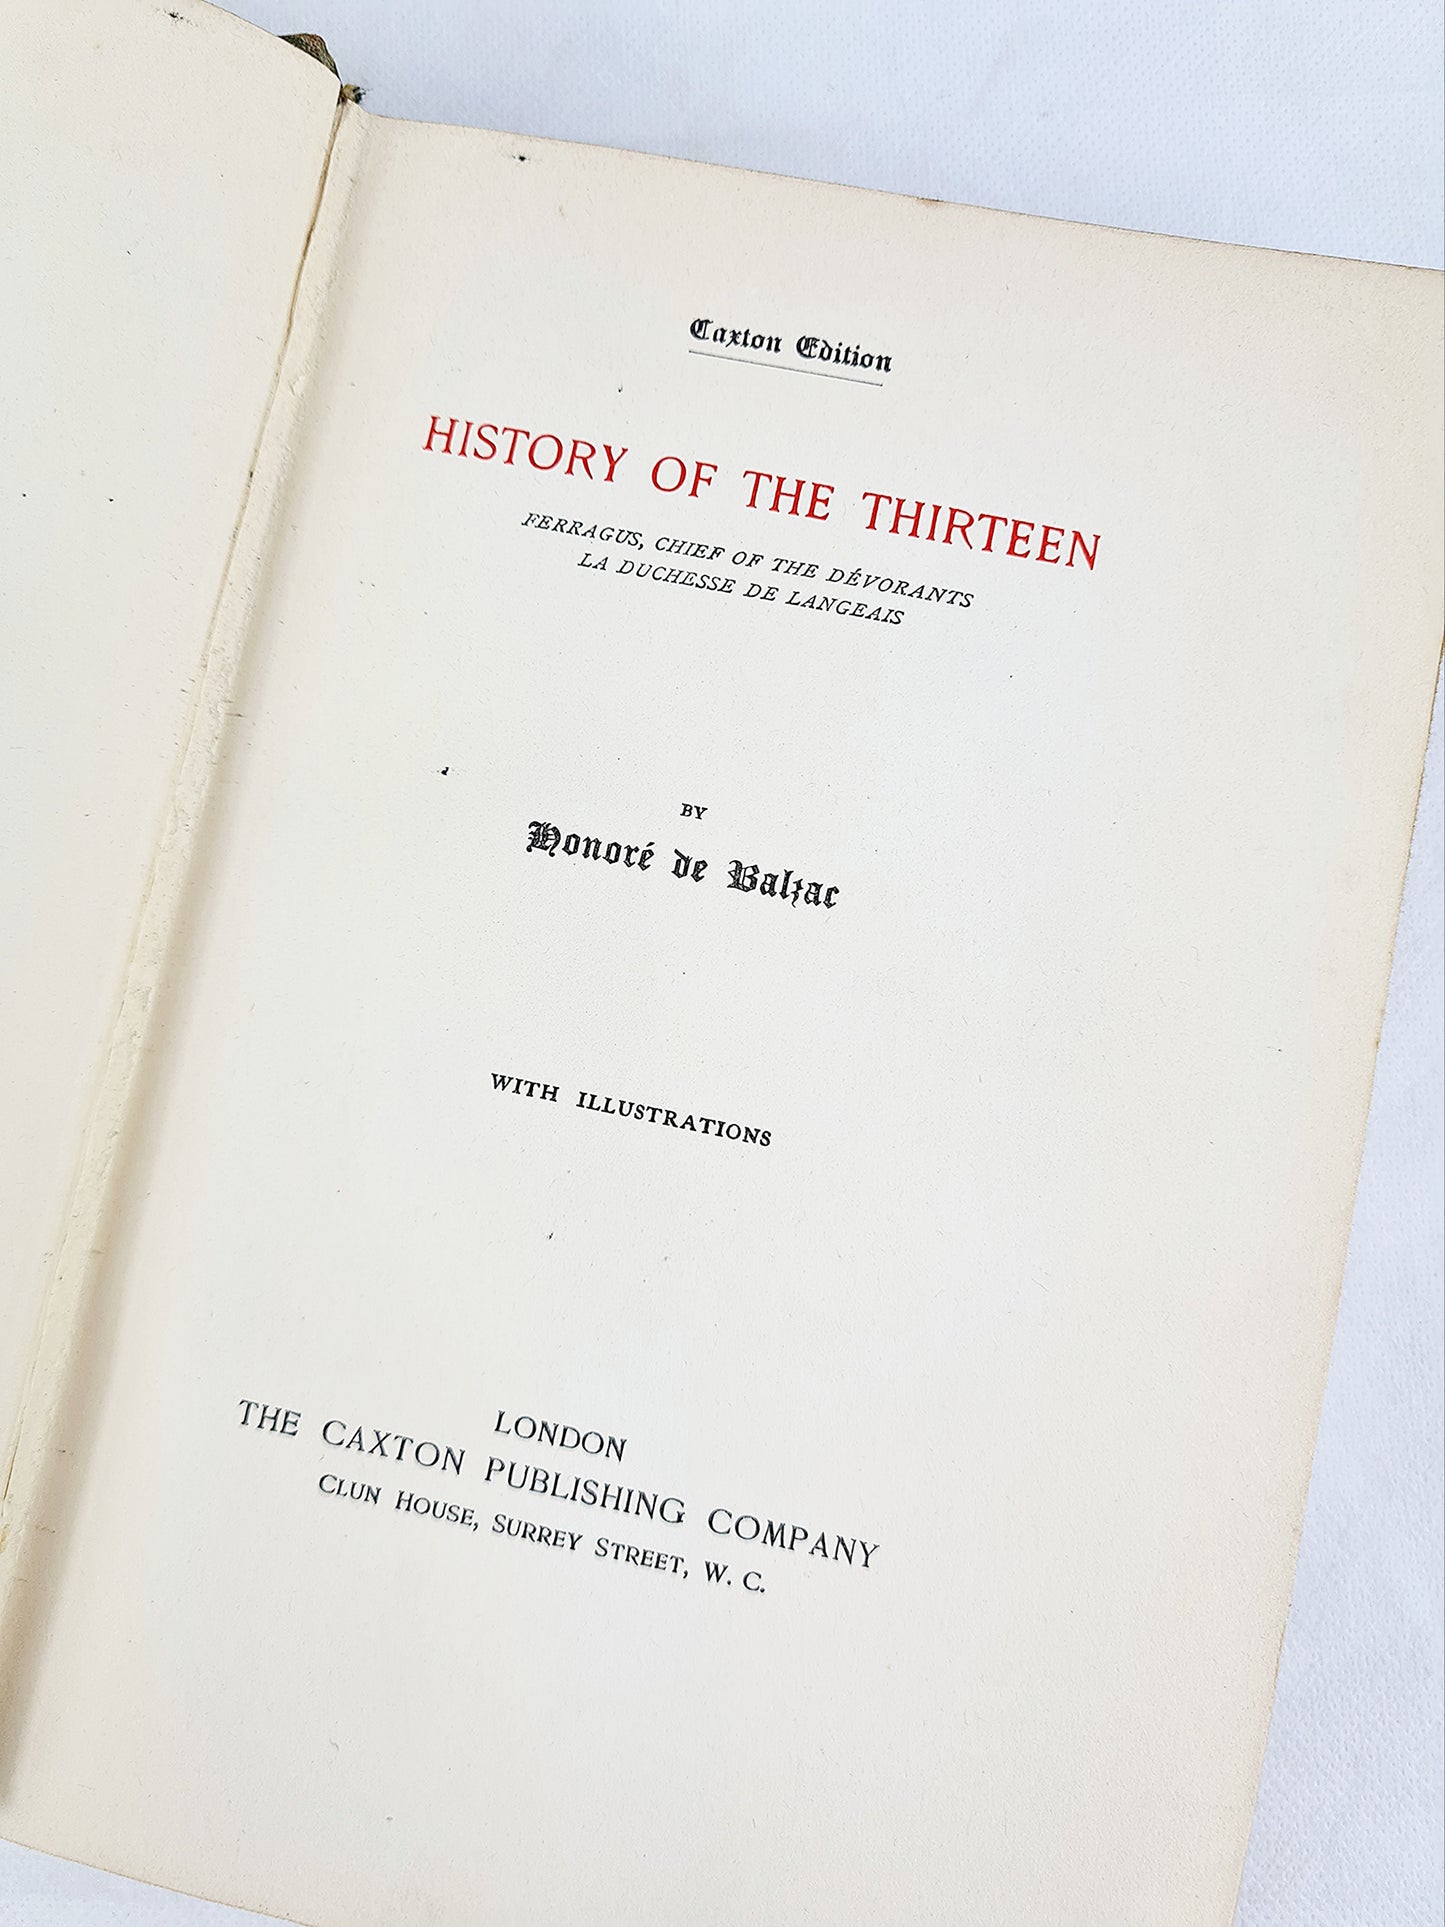 Caxton Edition
HISTORY OF THE THIRTEEN
FERRAGUS, CHIEF OF THE DÉVORANTS
LA DUCHESSE DE LANGEAIS
BY
Honoré de Balzac
WITH ILLUSTRATIONS
LONDON
THE CAXTON PUBLISHING COMPANY
CLUN HOUSE, SURREY STREET, W. C.